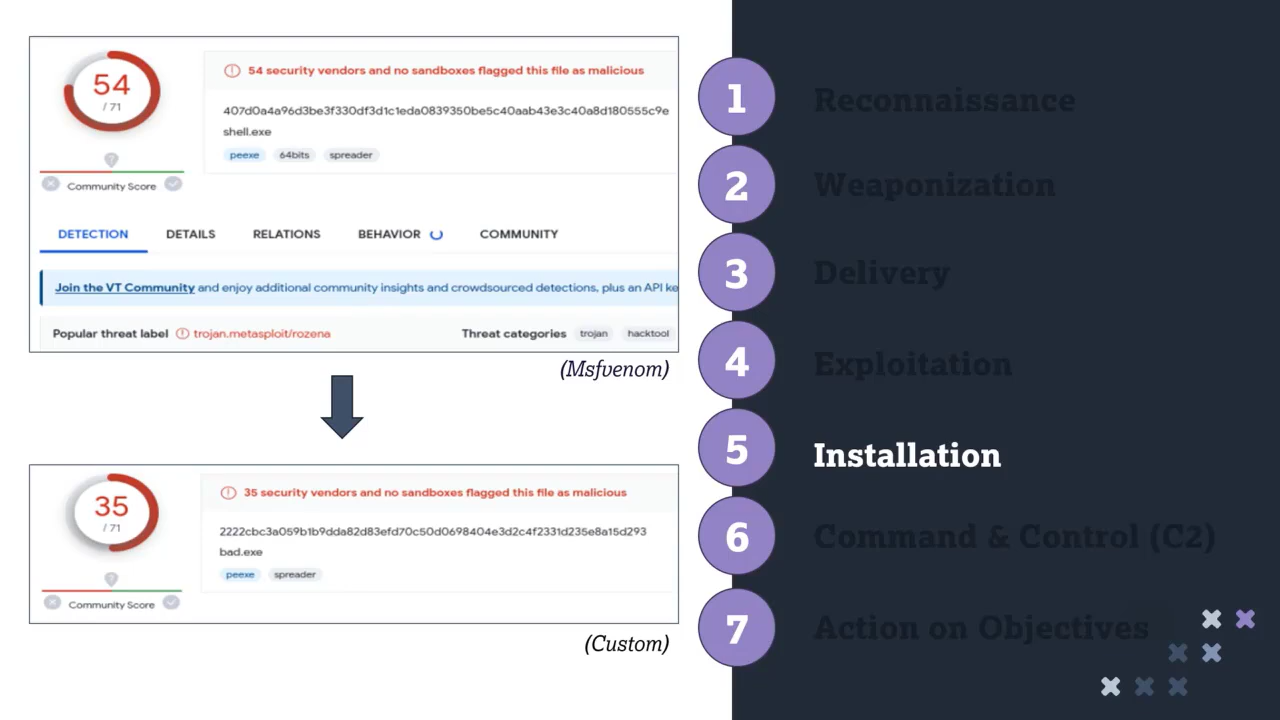 54
/ 71
Community Score
54 security vendors and no sandboxes flagged this file as malicious
407d0a4a96d3be3f330df3d1c1eda0839350be5c40aab43e3c40a8d180555c9e
shell.exe
peexe 64bits spreader
DETECTION DETAILS RELATIONS BEHAVIOR COMMUNITY
Join the VT Community and enjoy additional community insights and crowdsourced detections, plus an API ke
Popular threat label trojan.metasploit/rozena Threat categories trojan hacktool
(Msfvenom)
35
/ 71
Community Score
35 security vendors and no sandboxes flagged this file as malicious
2222cbc3a059b1b9dda82d83efd70c50d0698404e3d2c4f2331d235e8a15d293
bad.exe
peexe spreader
(Custom)
1 Reconnaissance
2 Weaponization
3 Delivery
4 Exploitation
5 Installation
6 Command & Control (C2)
7 Action on Objectives